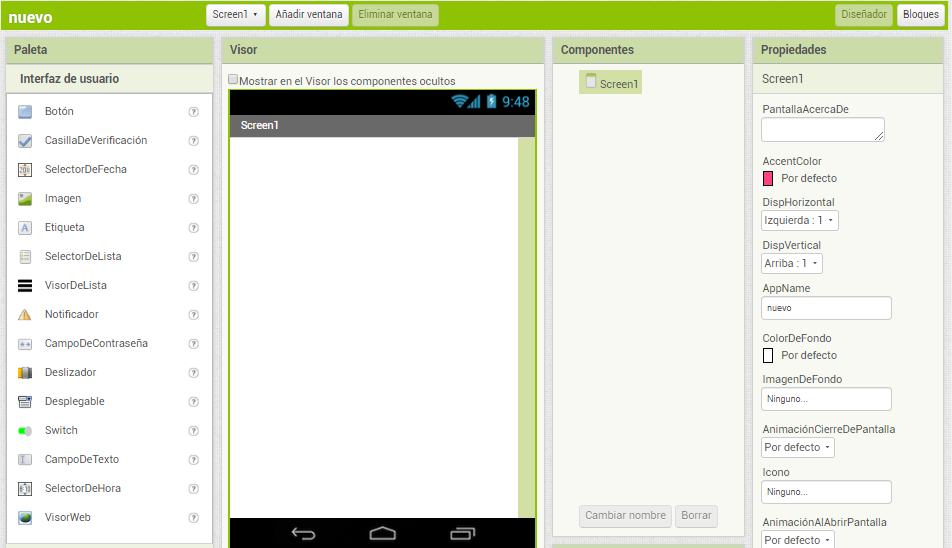 nuevo
Screen1
Añadir ventana
Eliminar ventana
Diseñador
Bloques
Paleta
Interfaz de usuario
Botón
?
CasillaDeVerificación
?
SelectorDeFecha
?
Imagen
?
Etiqueta
?
SelectorDeLista
?
VisorDeLista
?
Notificador
?
CampoDeContraseña
?
Deslizador
?
Desplegable
?
Switch
?
CampoDeTexto
?
SelectorDeHora
?
VisorWeb
?
Visor
Mostrar en el Visor los componentes ocultos
9:48
Screen1
Componentes
Screen1
Cambiar nombre
Borrar
Propiedades
Screen1
PantallaAcercaDe
AccentColor
Por defecto
DispHorizontal
Izquierda : 1
DispVertical
Arriba : 1
AppName
nuevo
ColorDeFondo
Por defecto
ImagenDeFondo
Ninguno...
AnimaciónCierreDePantalla
Por defecto
Icono
Ninguno...
AnimaciónAlAbrirPantalla
Por defecto